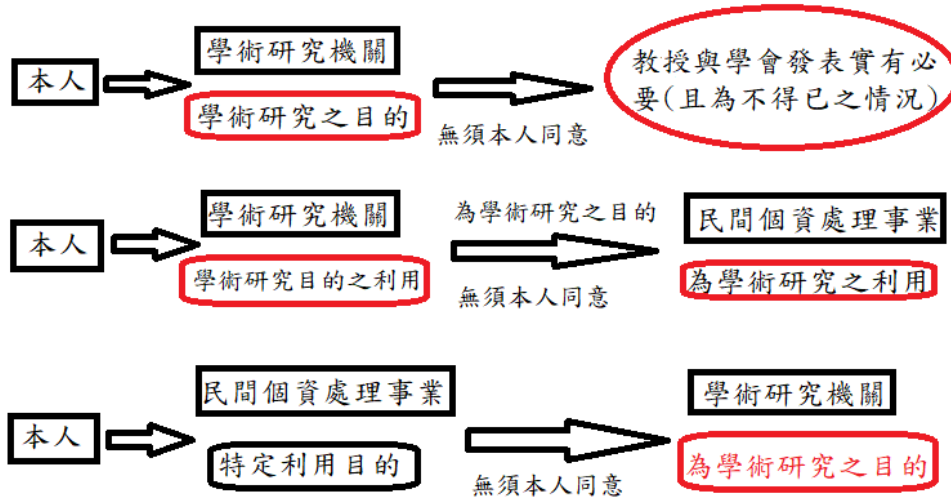 本人
學術研究機關
學術研究之目的
無須本人同意
教授與學會發表實有必
要(且為不得已之情況)
本人
學術研究機關
學術研究目的之利用
為學術研究之目的
無須本人同意
民間個資處理事業
為學術研究之利用
本人
民間個資處理事業
特定利用目的
無須本人同意
學術研究機關
為學術研究之目的